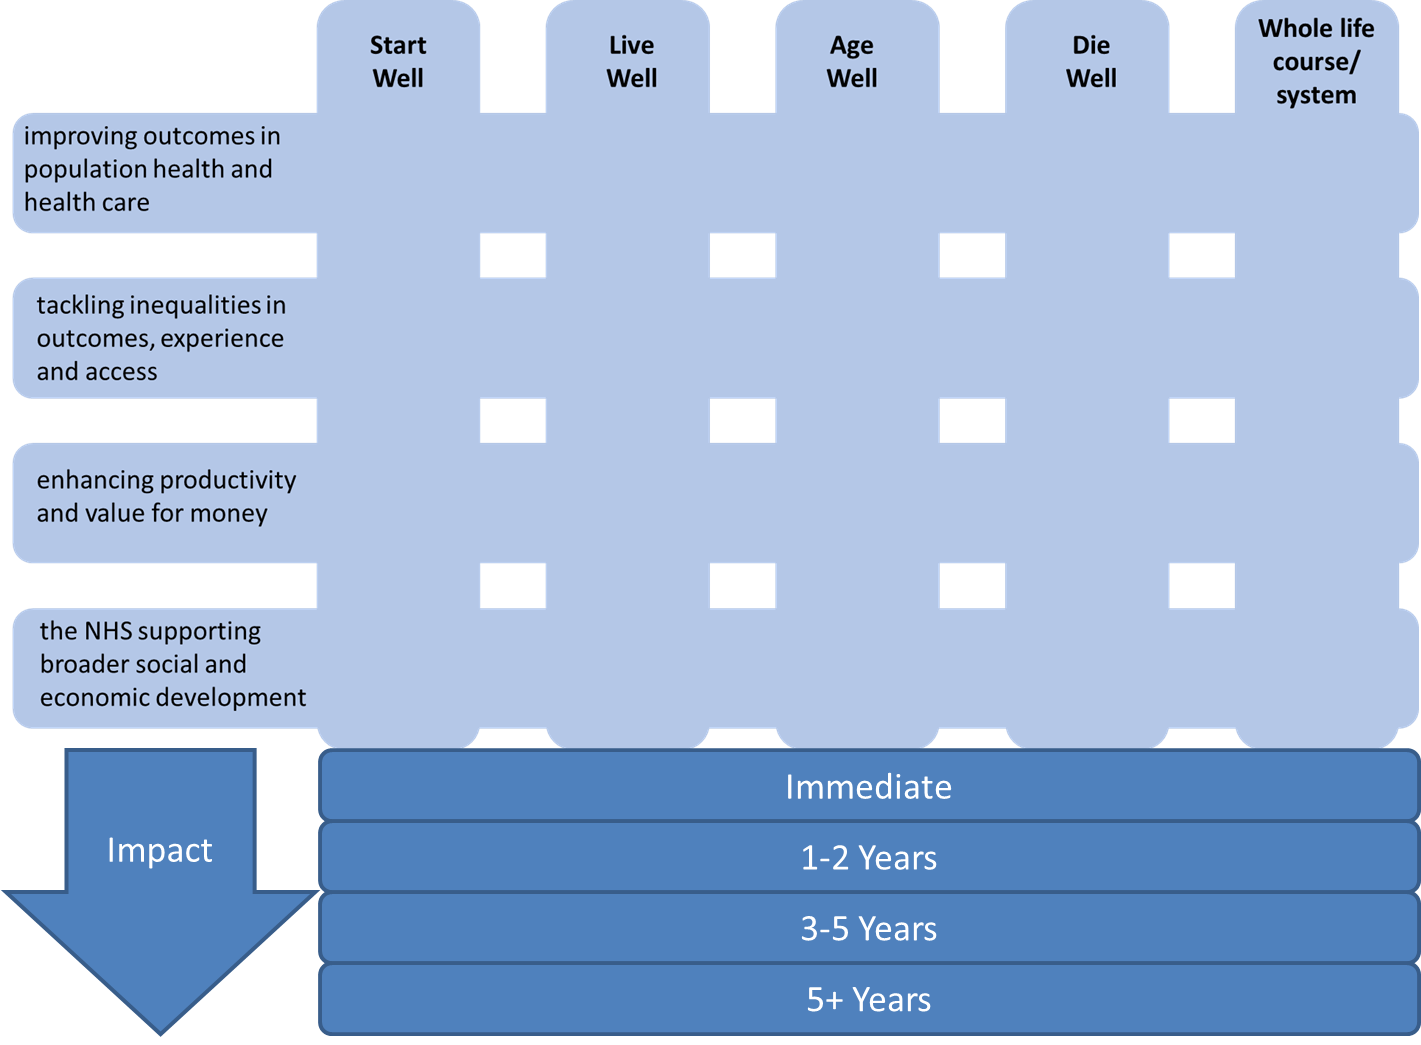 Start
Well
Live
Well
Age
Well
Die
Well
Whole life
course/
system
improving outcomes in
population health and
health care
tackling inequalities in
outcomes, experience
and access
enhancing productivity
and value for money
the NHS supporting
broader social and
economic development
Impact
Immediate
1-2 Years
3-5 Years
5+ Years